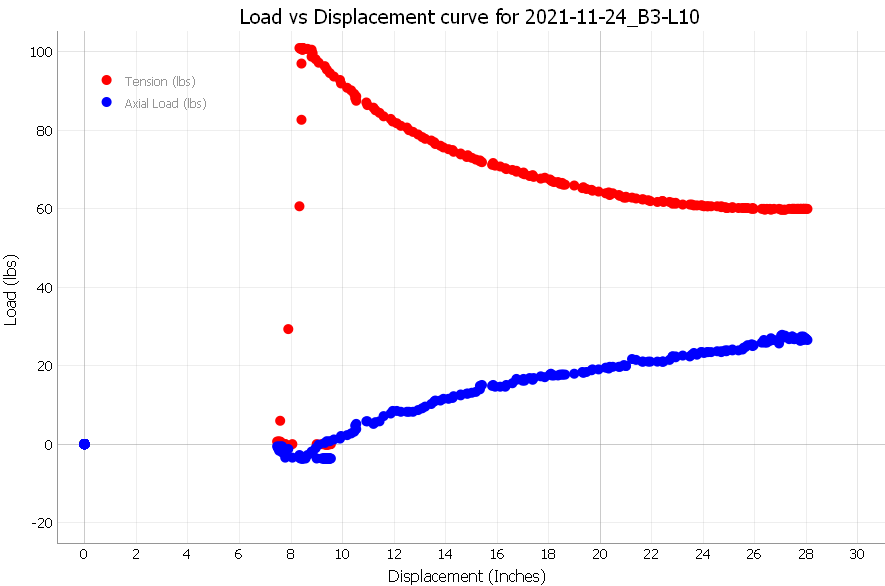 Load vs Displacement curve for 2021-11-24_B3-L10
Tension (lbs)
Axial Load (lbs)
100
80
60
40
20
0
-20
Load (lbs)
0 2 4 6 8 10 12 14 16 18 20 22 24 26 28 30
Displacement (Inches)